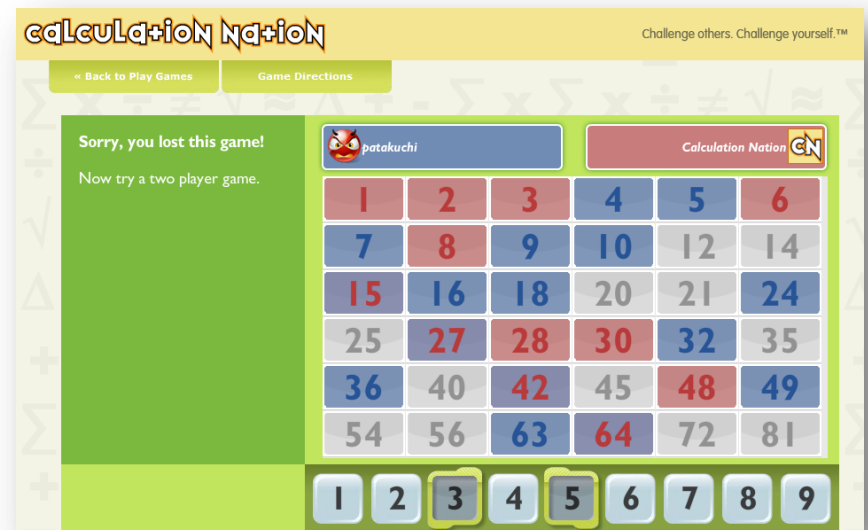 calculation nation
Challenge others. Challenge yourself.™
« Back to Play Games
Game Directions
Sorry, you lost this game!
Now try a two player game.
patakuchi
Calculation Nation CN
1 2 3 4 5 6
7 8 9 10 12 14
15 16 18 20 21 24
25 27 28 30 32 35
36 40 42 45 48 49
54 56 63 64 72 81
1 2 3 4 5 6 7 8 9